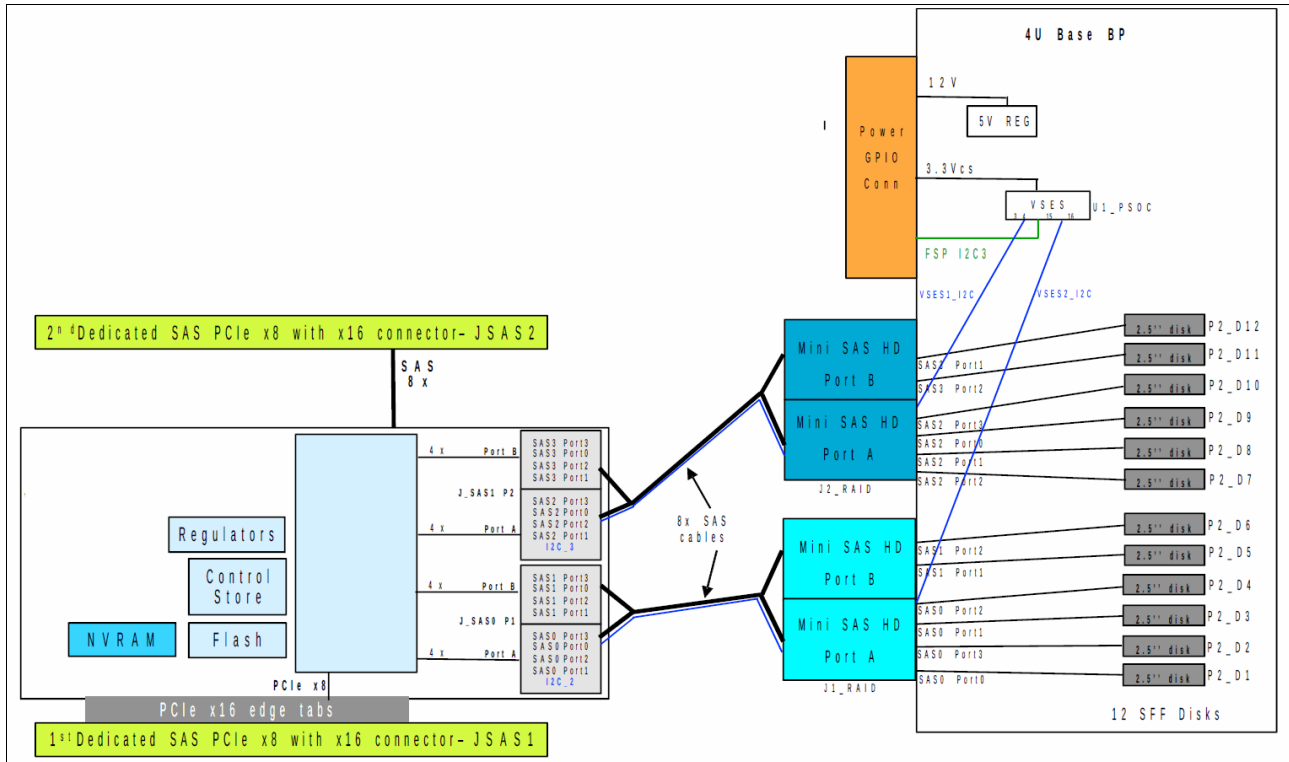 4U Base BP
12V
5V REG
Power
GPIO
Conn
3.3Vcs
VSES
3 4 15 16
U1_PSOC
FSP I2C3
VSES1_I2C
VSES2_I2C
2nd Dedicated SAS PCIe x8 with x16 connector- JSAS2
SAS
8x
Mini SAS HD
Port B
Mini SAS HD
Port A
J2_RAID
SAS3 Port1
SAS3 Port2
SAS2 Port3
SAS2 Port0
SAS2 Port1
SAS2 Port2
2.5'' disk P2_D12
2.5'' disk P2_D11
2.5'' disk P2_D10
2.5'' disk P2_D9
2.5'' disk P2_D8
2.5'' disk P2_D7
4x Port B
SAS3 Port3
SAS3 Port0
SAS3 Port2
SAS3 Port1
J_SAS1 P2
4x Port A
SAS2 Port3
SAS2 Port0
SAS2 Port2
SAS2 Port1
I2C_3
8x SAS
cables
4x Port B
SAS1 Port3
SAS1 Port0
SAS1 Port2
SAS1 Port1
J_SAS0 P1
4x Port A
SAS0 Port3
SAS0 Port0
SAS0 Port2
SAS0 Port1
I2C_2
Regulators
Control
Store
NVRAM
Flash
Mini SAS HD
Port B
Mini SAS HD
Port A
J1_RAID
SAS1 Port2
SAS1 Port1
SAS0 Port2
SAS0 Port1
SAS0 Port3
SAS0 Port0
2.5'' disk P2_D6
2.5'' disk P2_D5
2.5'' disk P2_D4
2.5'' disk P2_D3
2.5'' disk P2_D2
2.5'' disk P2_D1
12 SFF Disks
PCIe x8
PCIe x16 edge tabs
1st Dedicated SAS PCIe x8 with x16 connector- JSAS1